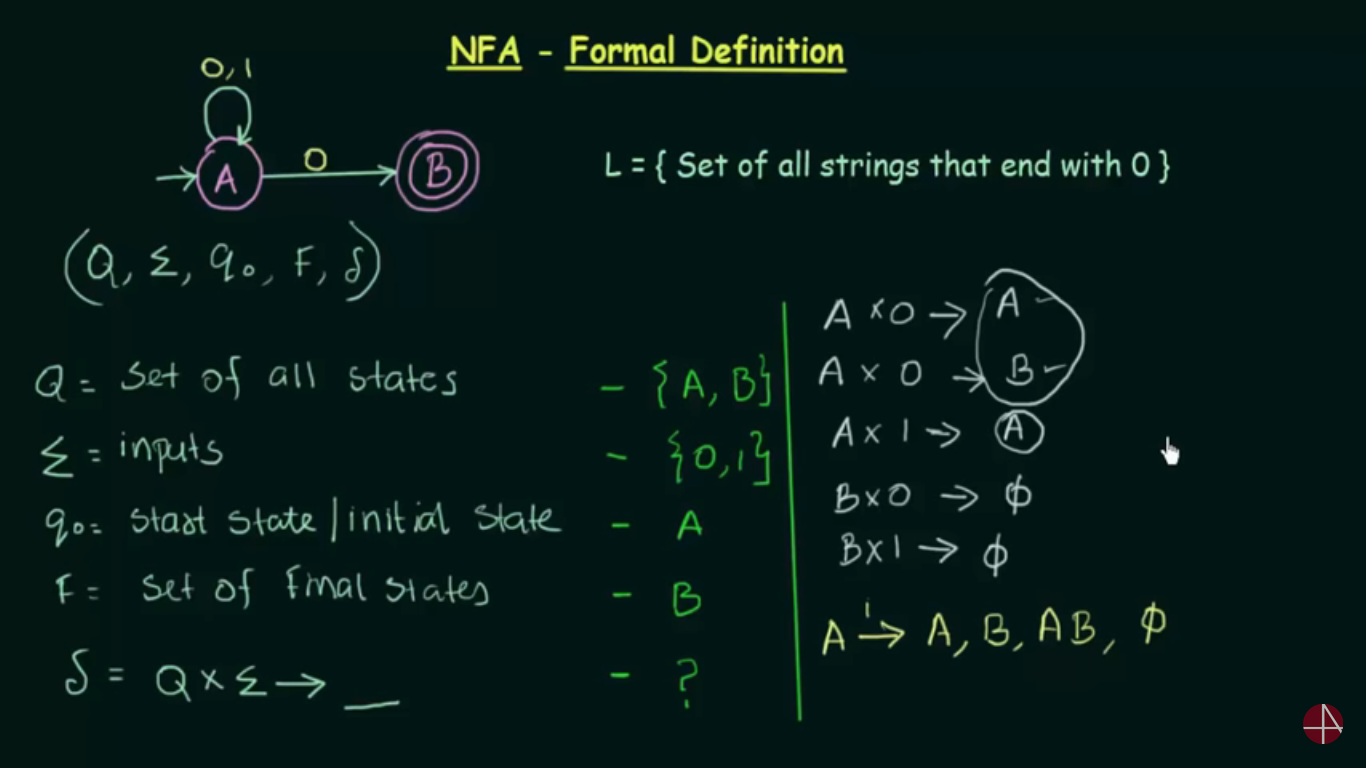 NFA - Formal Definition
0,1
A
0
B
L = { Set of all strings that end with 0 }
(Q, Σ, q₀, F, δ)
Q = Set of all states - {A, B}
Σ = inputs - {0,1}
q₀= start state / initial state - A
F = set of final states - B
δ = Q × Σ → __ - ?
A × 0 → A
A × 0 → B
A × 1 → A
B × 0 → ϕ
B × 1 → ϕ
A →¹ A, B, AB, ϕ